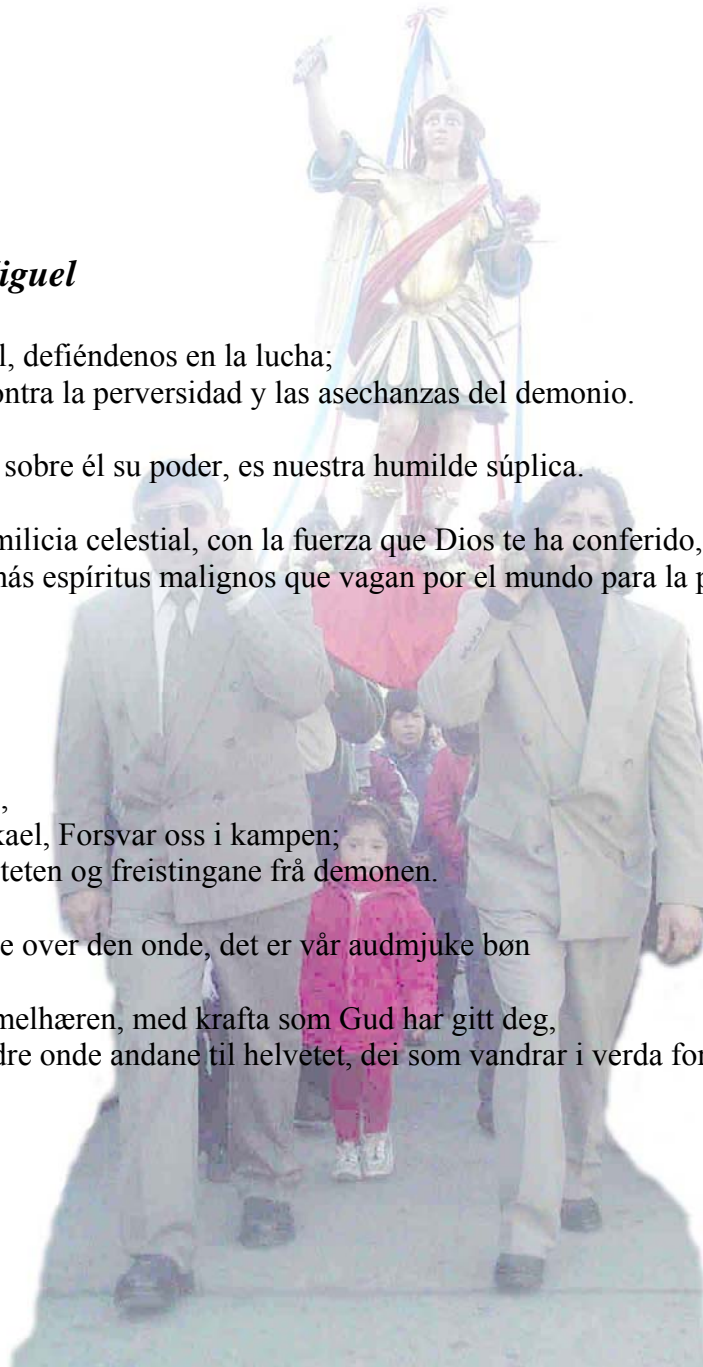 iguel
l, defiéndenos en la lucha;
ontra la perversidad y las asechanzas del demonio.
sobre él su poder, es nuestra humilde súplica.
milicia celestial, con la fuerza que Dios te ha conferido,
más espíritus malignos que vagan por el mundo para la p
,
kael, Forsvar oss i kampen;
teten og freistingane frå demonen.
e over den onde, det er vår audmjuke bøn
melhæren, med krafta som Gud har gitt deg,
dre onde andane til helvetet, dei som vandrar i verda for